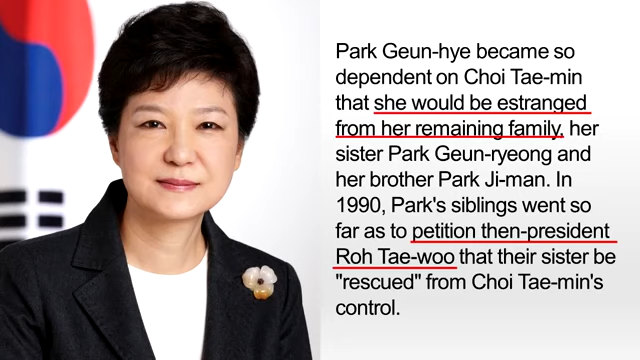 Park Geun-hye became so
dependent on Choi Tae-min
that she would be estranged
from her remaining family, her
sister Park Geun-ryeong and
her brother Park Ji-man. In
1990, Park's siblings went so
far as to petition then-president
Roh Tae-woo that their sister be
"rescued" from Choi Tae-min's
control.